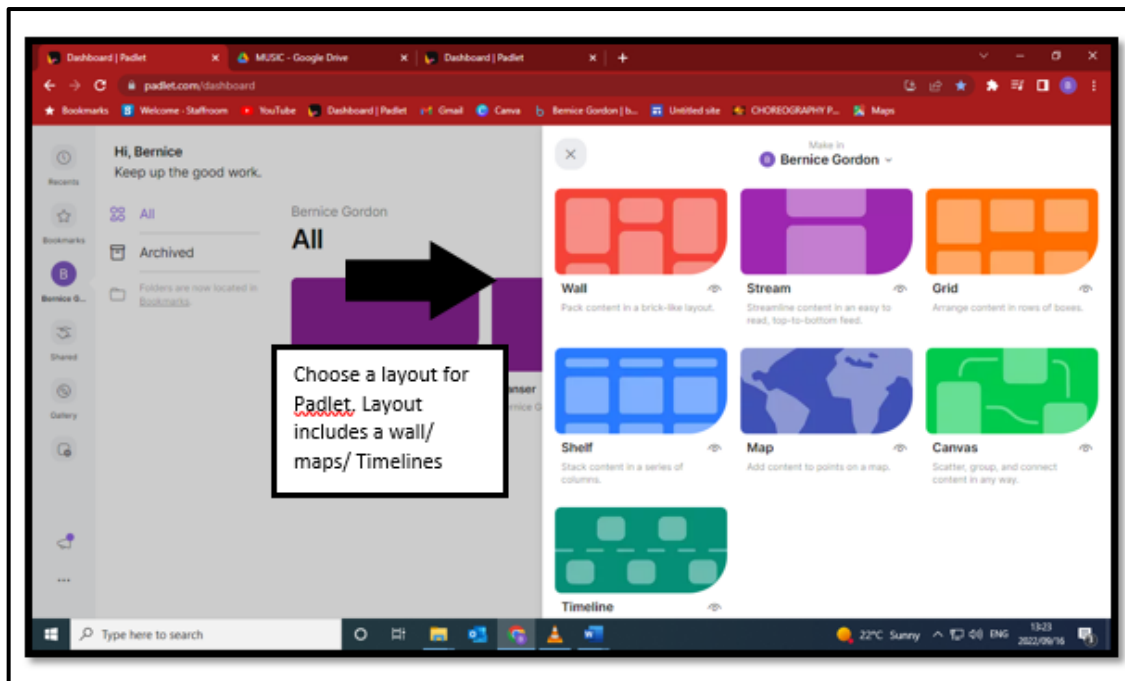 Dashboard | Padlet
MUSIC - Google Drive
Dashboard | Padlet
padlet.com/dashboard
Bookmarks
Welcome - Staffroom
YouTube
Dashboard | Padlet
Gmail
Canva
Bernice Gordon | b...
Untitled site
CHOREOGRAPHY P...
Maps
Recents
Bookmarks
B
Bernice G...
Shared
Gallery
Hi, Bernice
Keep up the good work.
All
Archived
Folders are now located in
Bookmarks.
Bernice Gordon
All
Choose a layout for
Padlet. Layout
includes a wall/
maps/ Timelines
Make in
B Bernice Gordon
Wall
Pack content in a brick-like layout.
Stream
Streamline content in an easy to
read, top-to-bottom feed.
Grid
Arrange content in rows of boxes.
Shelf
Stack content in a series of
columns.
Map
Add content to points on a map.
Canvas
Scatter, group, and connect
content in any way.
Timeline
Type here to search
22°C Sunny
ENG
13:23
2022/09/16